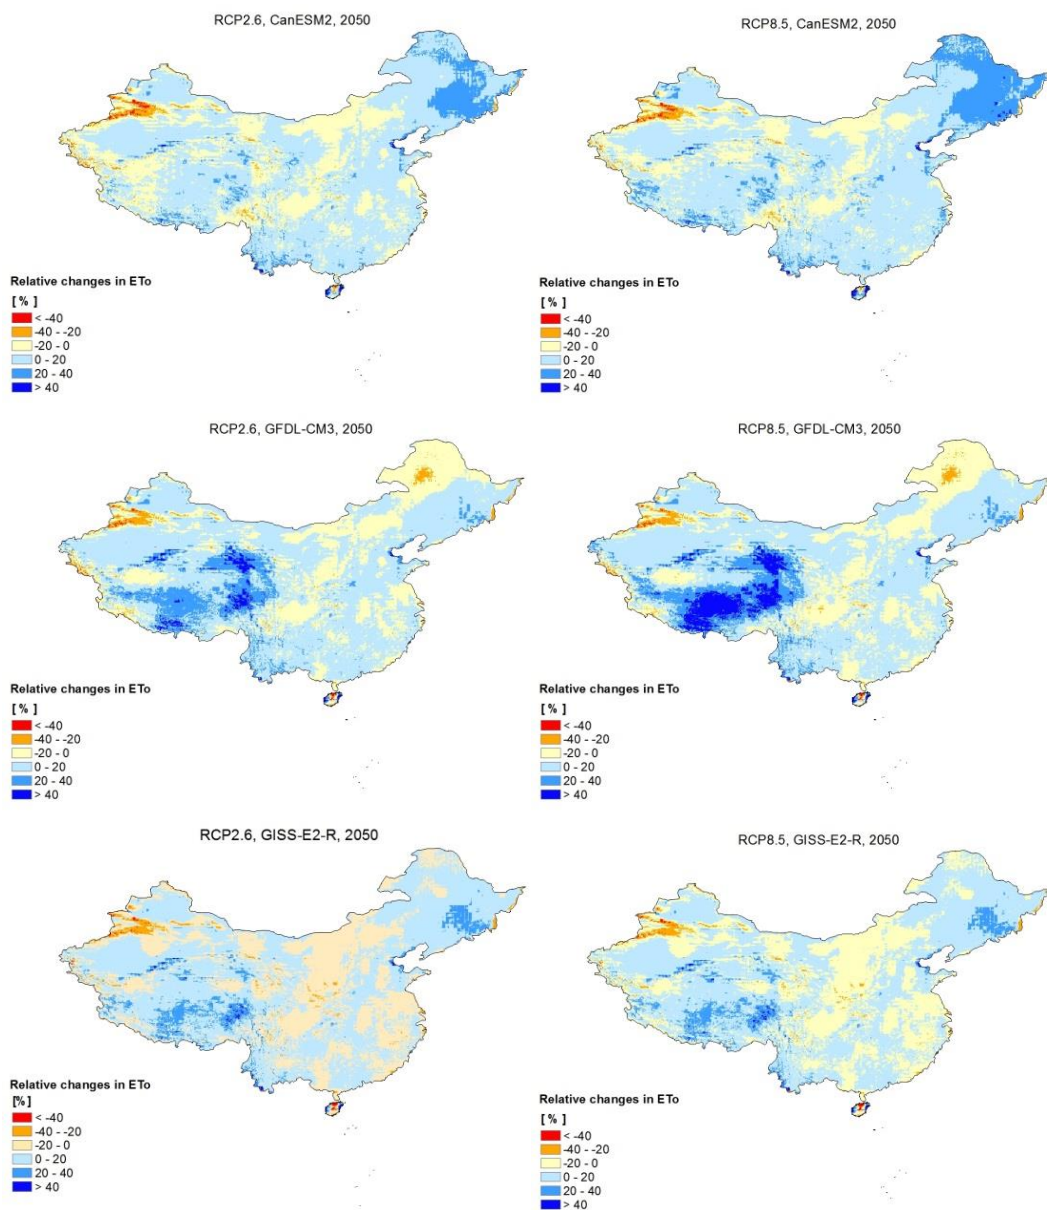 RCP2.6, CanESM2, 2050
Relative changes in ETo
[ % ]
< -40
-40 - -20
-20 - 0
0 - 20
20 - 40
> 40
RCP8.5, CanESM2, 2050
Relative changes in ETo
[ % ]
< -40
-40 - -20
-20 - 0
0 - 20
20 - 40
> 40
RCP2.6, GFDL-CM3, 2050
Relative changes in ETo
[ % ]
< -40
-40 - -20
-20 - 0
0 - 20
20 - 40
> 40
RCP8.5, GFDL-CM3, 2050
Relative changes in ETo
[ % ]
< -40
-40 - -20
-20 - 0
0 - 20
20 - 40
> 40
RCP2.6, GISS-E2-R, 2050
Relative changes in ETo
[%]
< -40
-40 - -20
-20 - 0
0 - 20
20 - 40
> 40
RCP8.5, GISS-E2-R, 2050
Relative changes in ETo
[ % ]
< -40
-40 - -20
-20 - 0
0 - 20
20 - 40
> 40